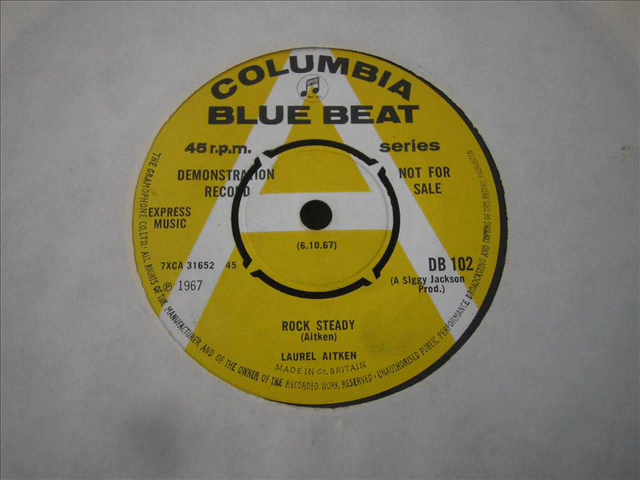 COLUMBIA
BLUE BEAT
45 r.p.m. series
DEMONSTRATION RECORD
NOT FOR SALE
EXPRESS MUSIC
(6.10.67)
7XCA 31652 45
DB 102
℗ 1967
(A Siggy Jackson Prod.)
ROCK STEADY
(Aitken)
LAUREL AITKEN
MADE IN Gt. BRITAIN
THE GRAMOPHONE CO. LTD. · ALL RIGHTS OF THE MANUFACTURER AND OF THE OWNER OF THE RECORDED WORK RESERVED · UNAUTHORISED PUBLIC PERFORMANCE BROADCASTING AND COPYING OF THIS RECORD PROHIBITED